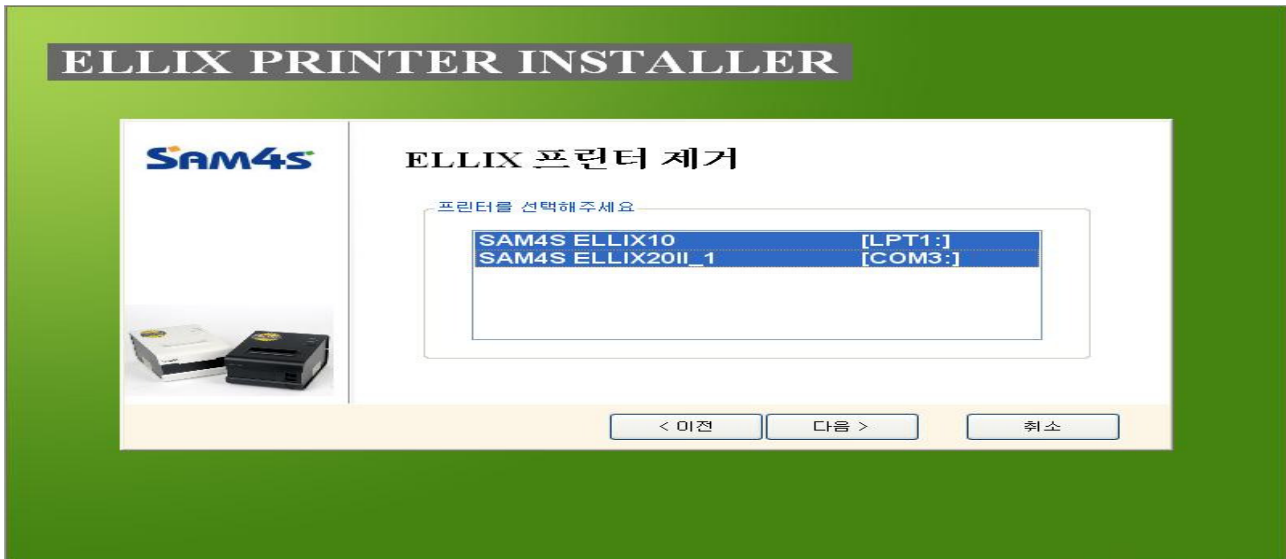 ELLIX PRINTER INSTALLER
SAM4S
ELLIX 프린터 제거
프린터를 선택해주세요
SAM4S ELLIX10 [LPT1:]
SAM4S ELLIX20II_1 [COM3:]
< 이전 다음 > 취소